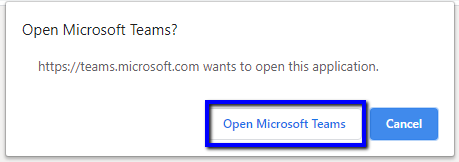 Open Microsoft Teams?
https://teams.microsoft.com wants to open this application.
Open Microsoft Teams Cancel